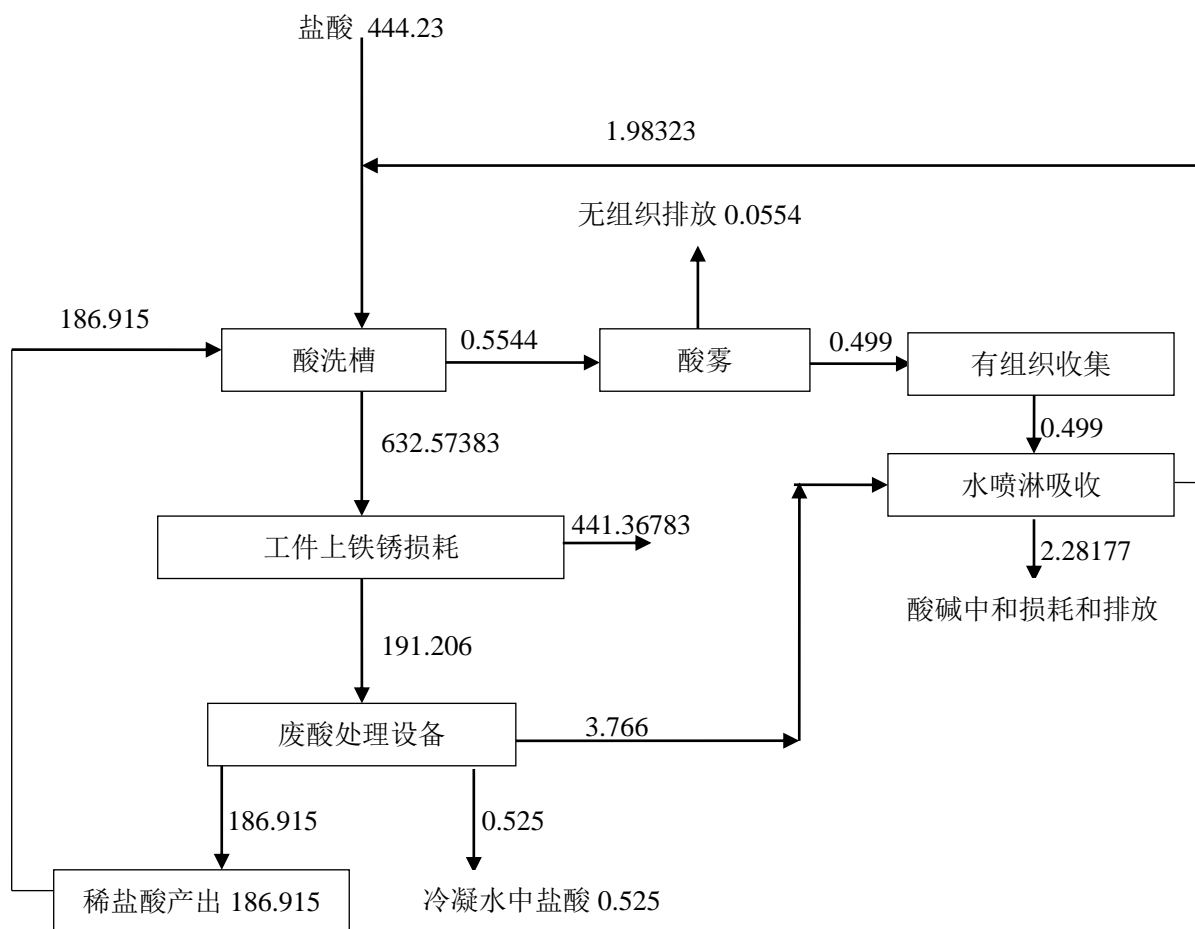 盐酸 444.23
1.98323
无组织排放 0.0554
186.915
酸洗槽
0.5544
酸雾
0.499
有组织收集
0.499
632.57383
水喷淋吸收
工件上铁锈损耗
441.36783
2.28177
酸碱中和损耗和排放
191.206
废酸处理设备
3.766
186.915
0.525
稀盐酸产出 186.915
冷凝水中盐酸 0.525